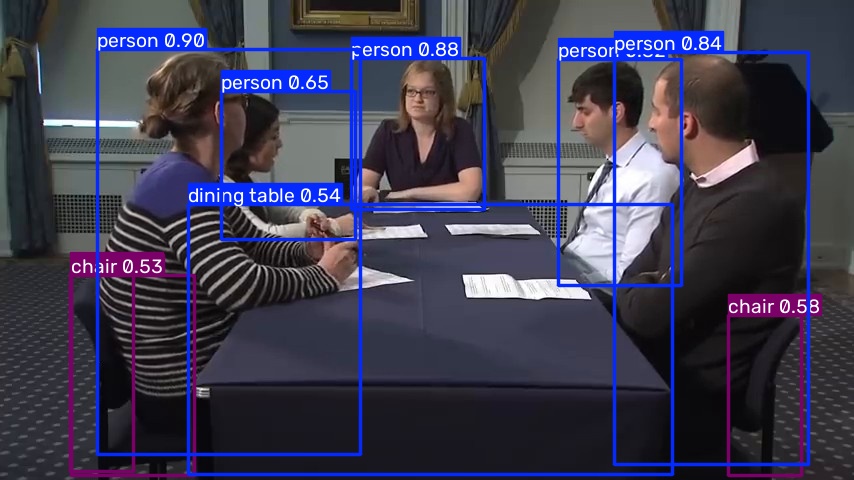 person 0.90
person 0.88
person
person 0.84
person 0.65
dining table 0.54
chair 0.53
chair 0.58